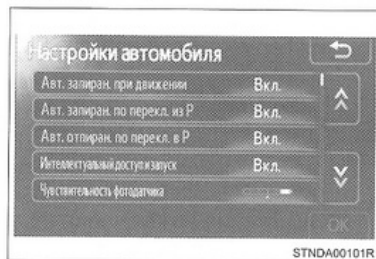 Настройки автомобиля
Авт. запиран. при движении Вкл.
Авт. запиран. по перекл. из P Вкл.
Авт. отпиран. по перекл. в P Вкл.
Интеллектуальный доступ и запуск Вкл.
Чувствительность фотодатчика
OK
STNDA00101R